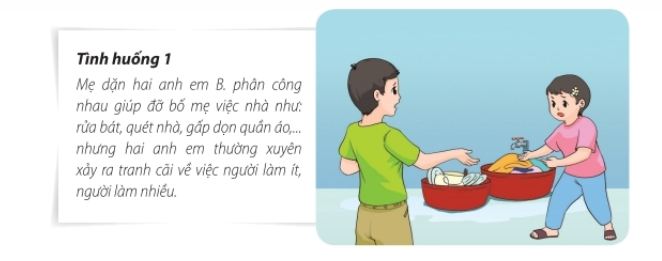 Tình huống 1
Mẹ dặn hai anh em B. phân công
nhau giúp đỡ bố mẹ việc nhà như:
rửa bát, quét nhà, gấp dọn quần áo,...
nhưng hai anh em thường xuyên
xảy ra tranh cãi về việc người làm ít,
người làm nhiều.